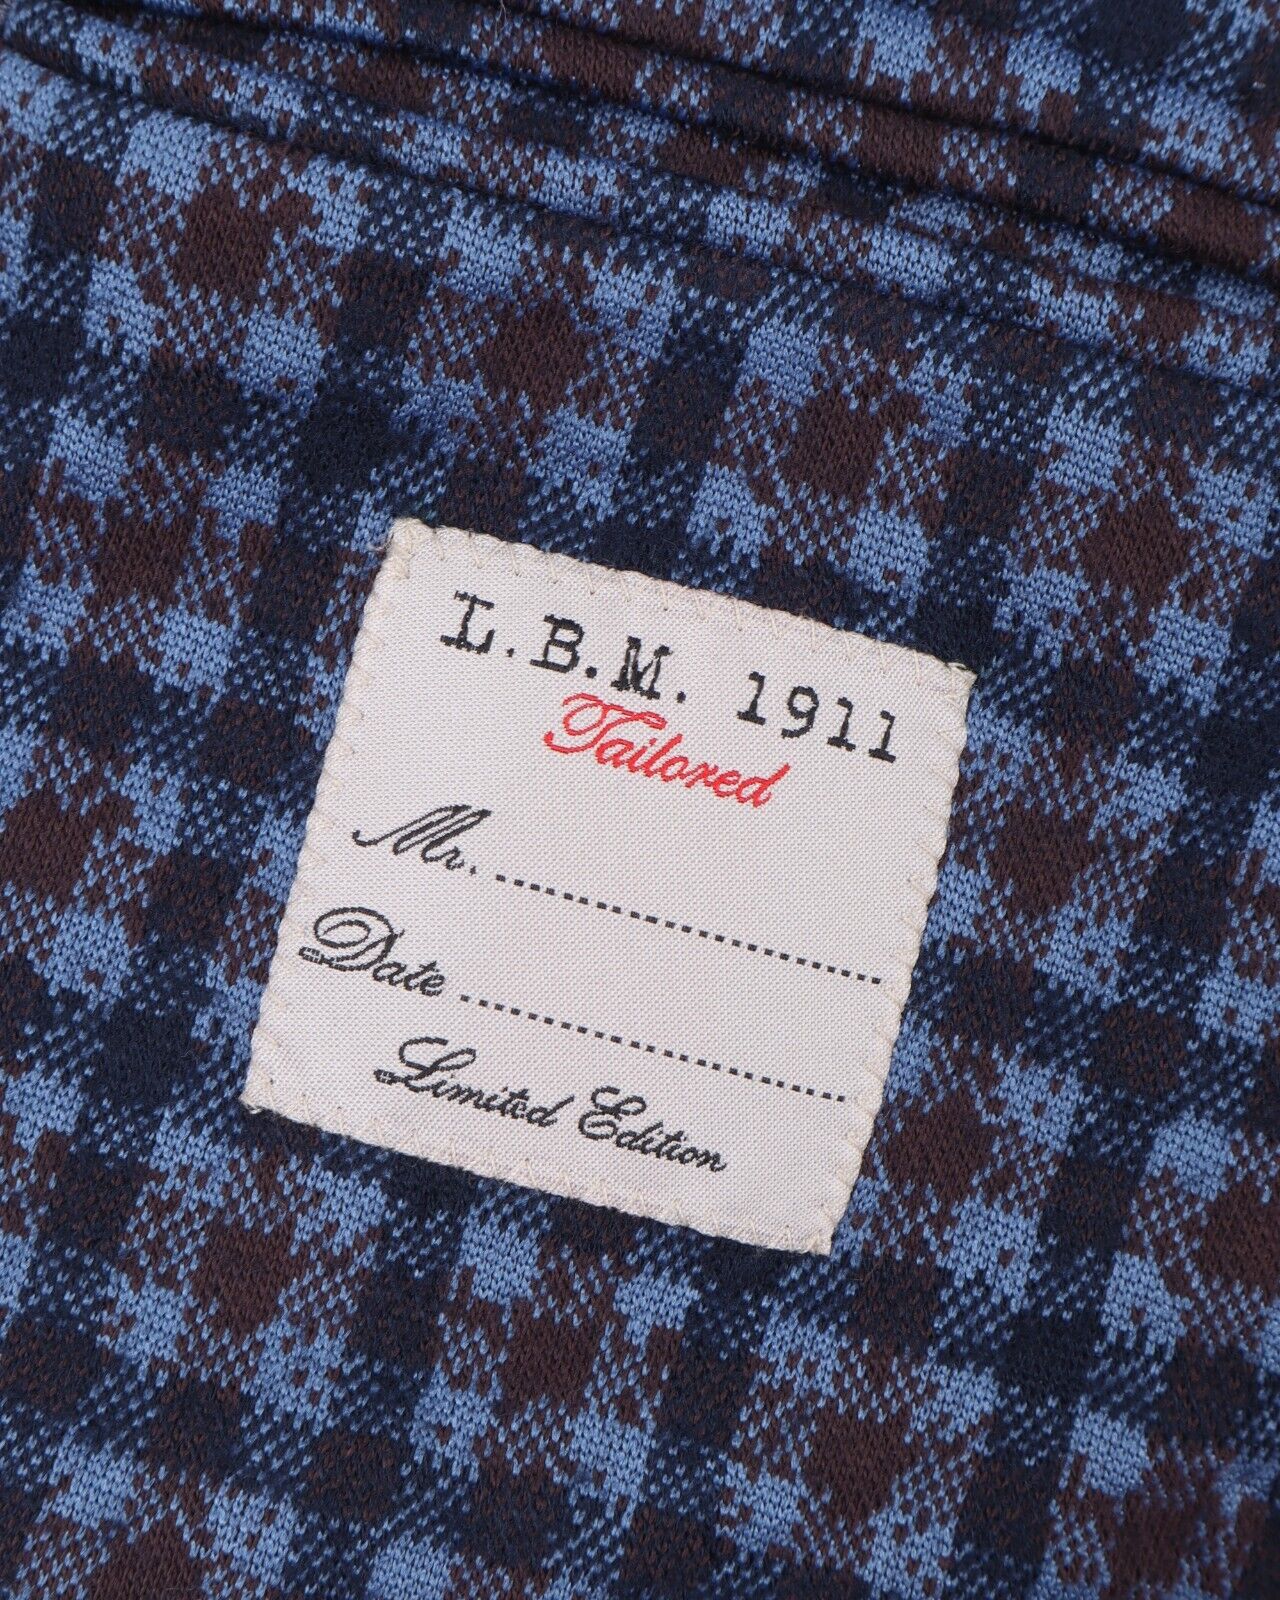 L.B.M. 1911
Tailored
Mr. ..............................
Date ..............................
Limited Edition